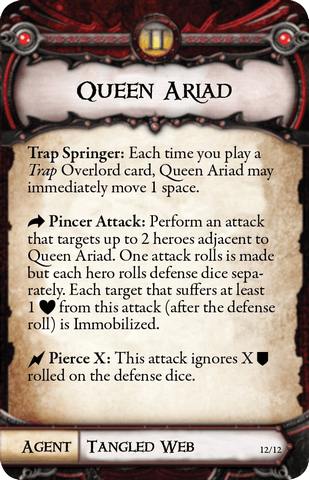 II
QUEEN ARIAD
Trap Springer: Each time you play a
Trap Overlord card, Queen Ariad may
immediately move 1 space.
Pincer Attack: Perform an attack
that targets up to 2 heroes adjacent to
Queen Ariad. One attack rolls is made
but each hero rolls defense dice sepa-
rately. Each target that suffers at least
1 from this attack (after the defense
roll) is Immobilized.
Pierce X: This attack ignores X
rolled on the defense dice.
AGENT TANGLED WEB 12/12